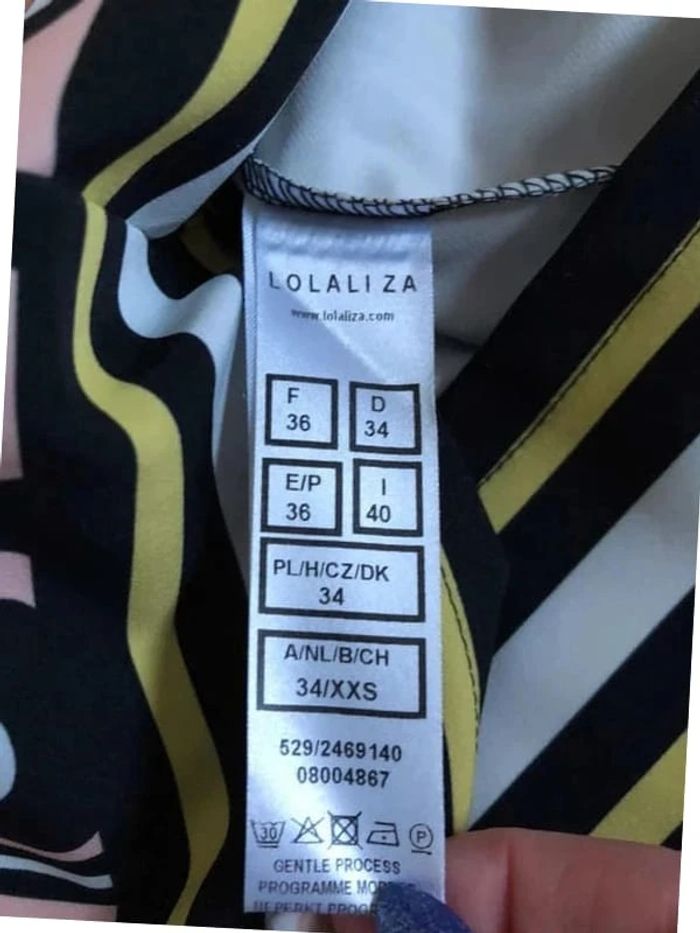 LOLALIZA
www.lolaliza.com
F D
36 34
E/P I
36 40
PL/H/CZ/DK
34
A/NL/B/CH
34/XXS
529/2469140
08004867
30 P
GENTLE PROCESS
PROGRAMME